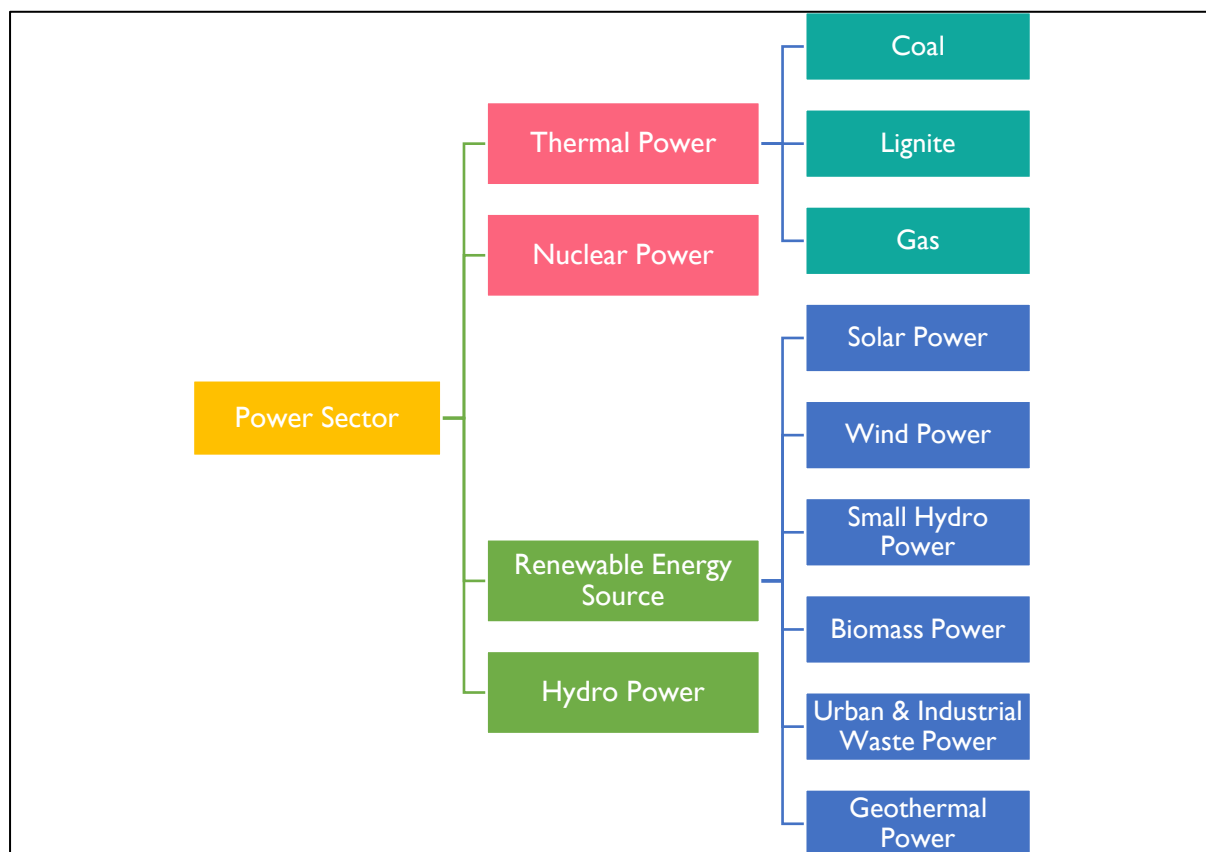 Power Sector
Thermal Power
Nuclear Power
Renewable Energy
Source
Hydro Power
Coal
Lignite
Gas
Solar Power
Wind Power
Small Hydro
Power
Biomass Power
Urban & Industrial
Waste Power
Geothermal
Power